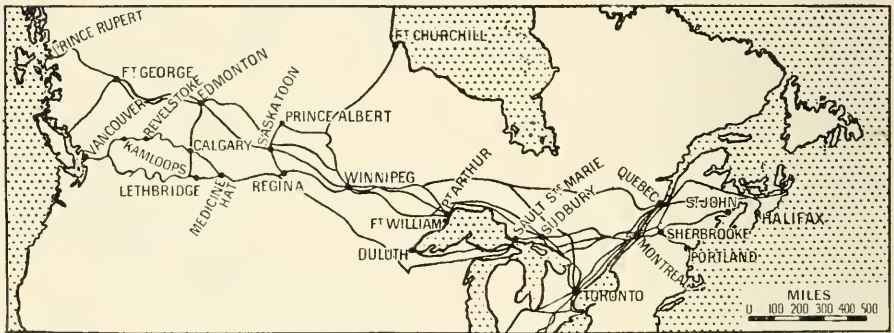 PRINCE RUPERT
FT GEORGE
EDMONTON
REVELSTOKE
VANCOUVER
KAMLOOPS
CALGARY
LETHBRIDGE
MEDICINE
HAT
SASKATOON
PRINCE ALBERT
REGINA
FT CHURCHILL
WINNIPEG
PT ARTHUR
FT WILLIAM
DULUTH
SAULT STE MARIE
SUDBURY
QUEBEC
ST JOHN
HALIFAX
SHERBROOKE
PORTLAND
MONTREAL
TORONTO
MILES
0 100 200 300 400 500